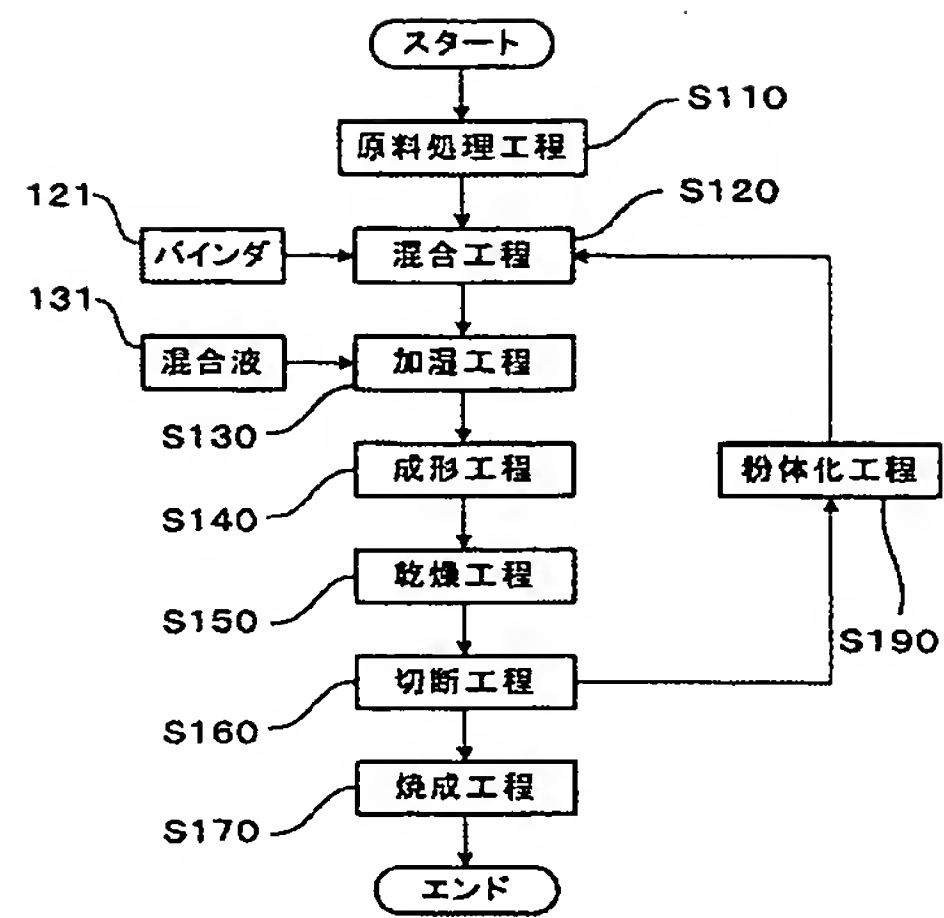 スタート
S110
原料処理工程
S120
121
バインダ
混合工程
131
混合液
加湿工程
S130
成形工程
粉体化工程
S140
乾燥工程
S150
S190
切断工程
S160
焼成工程
S170
エンド